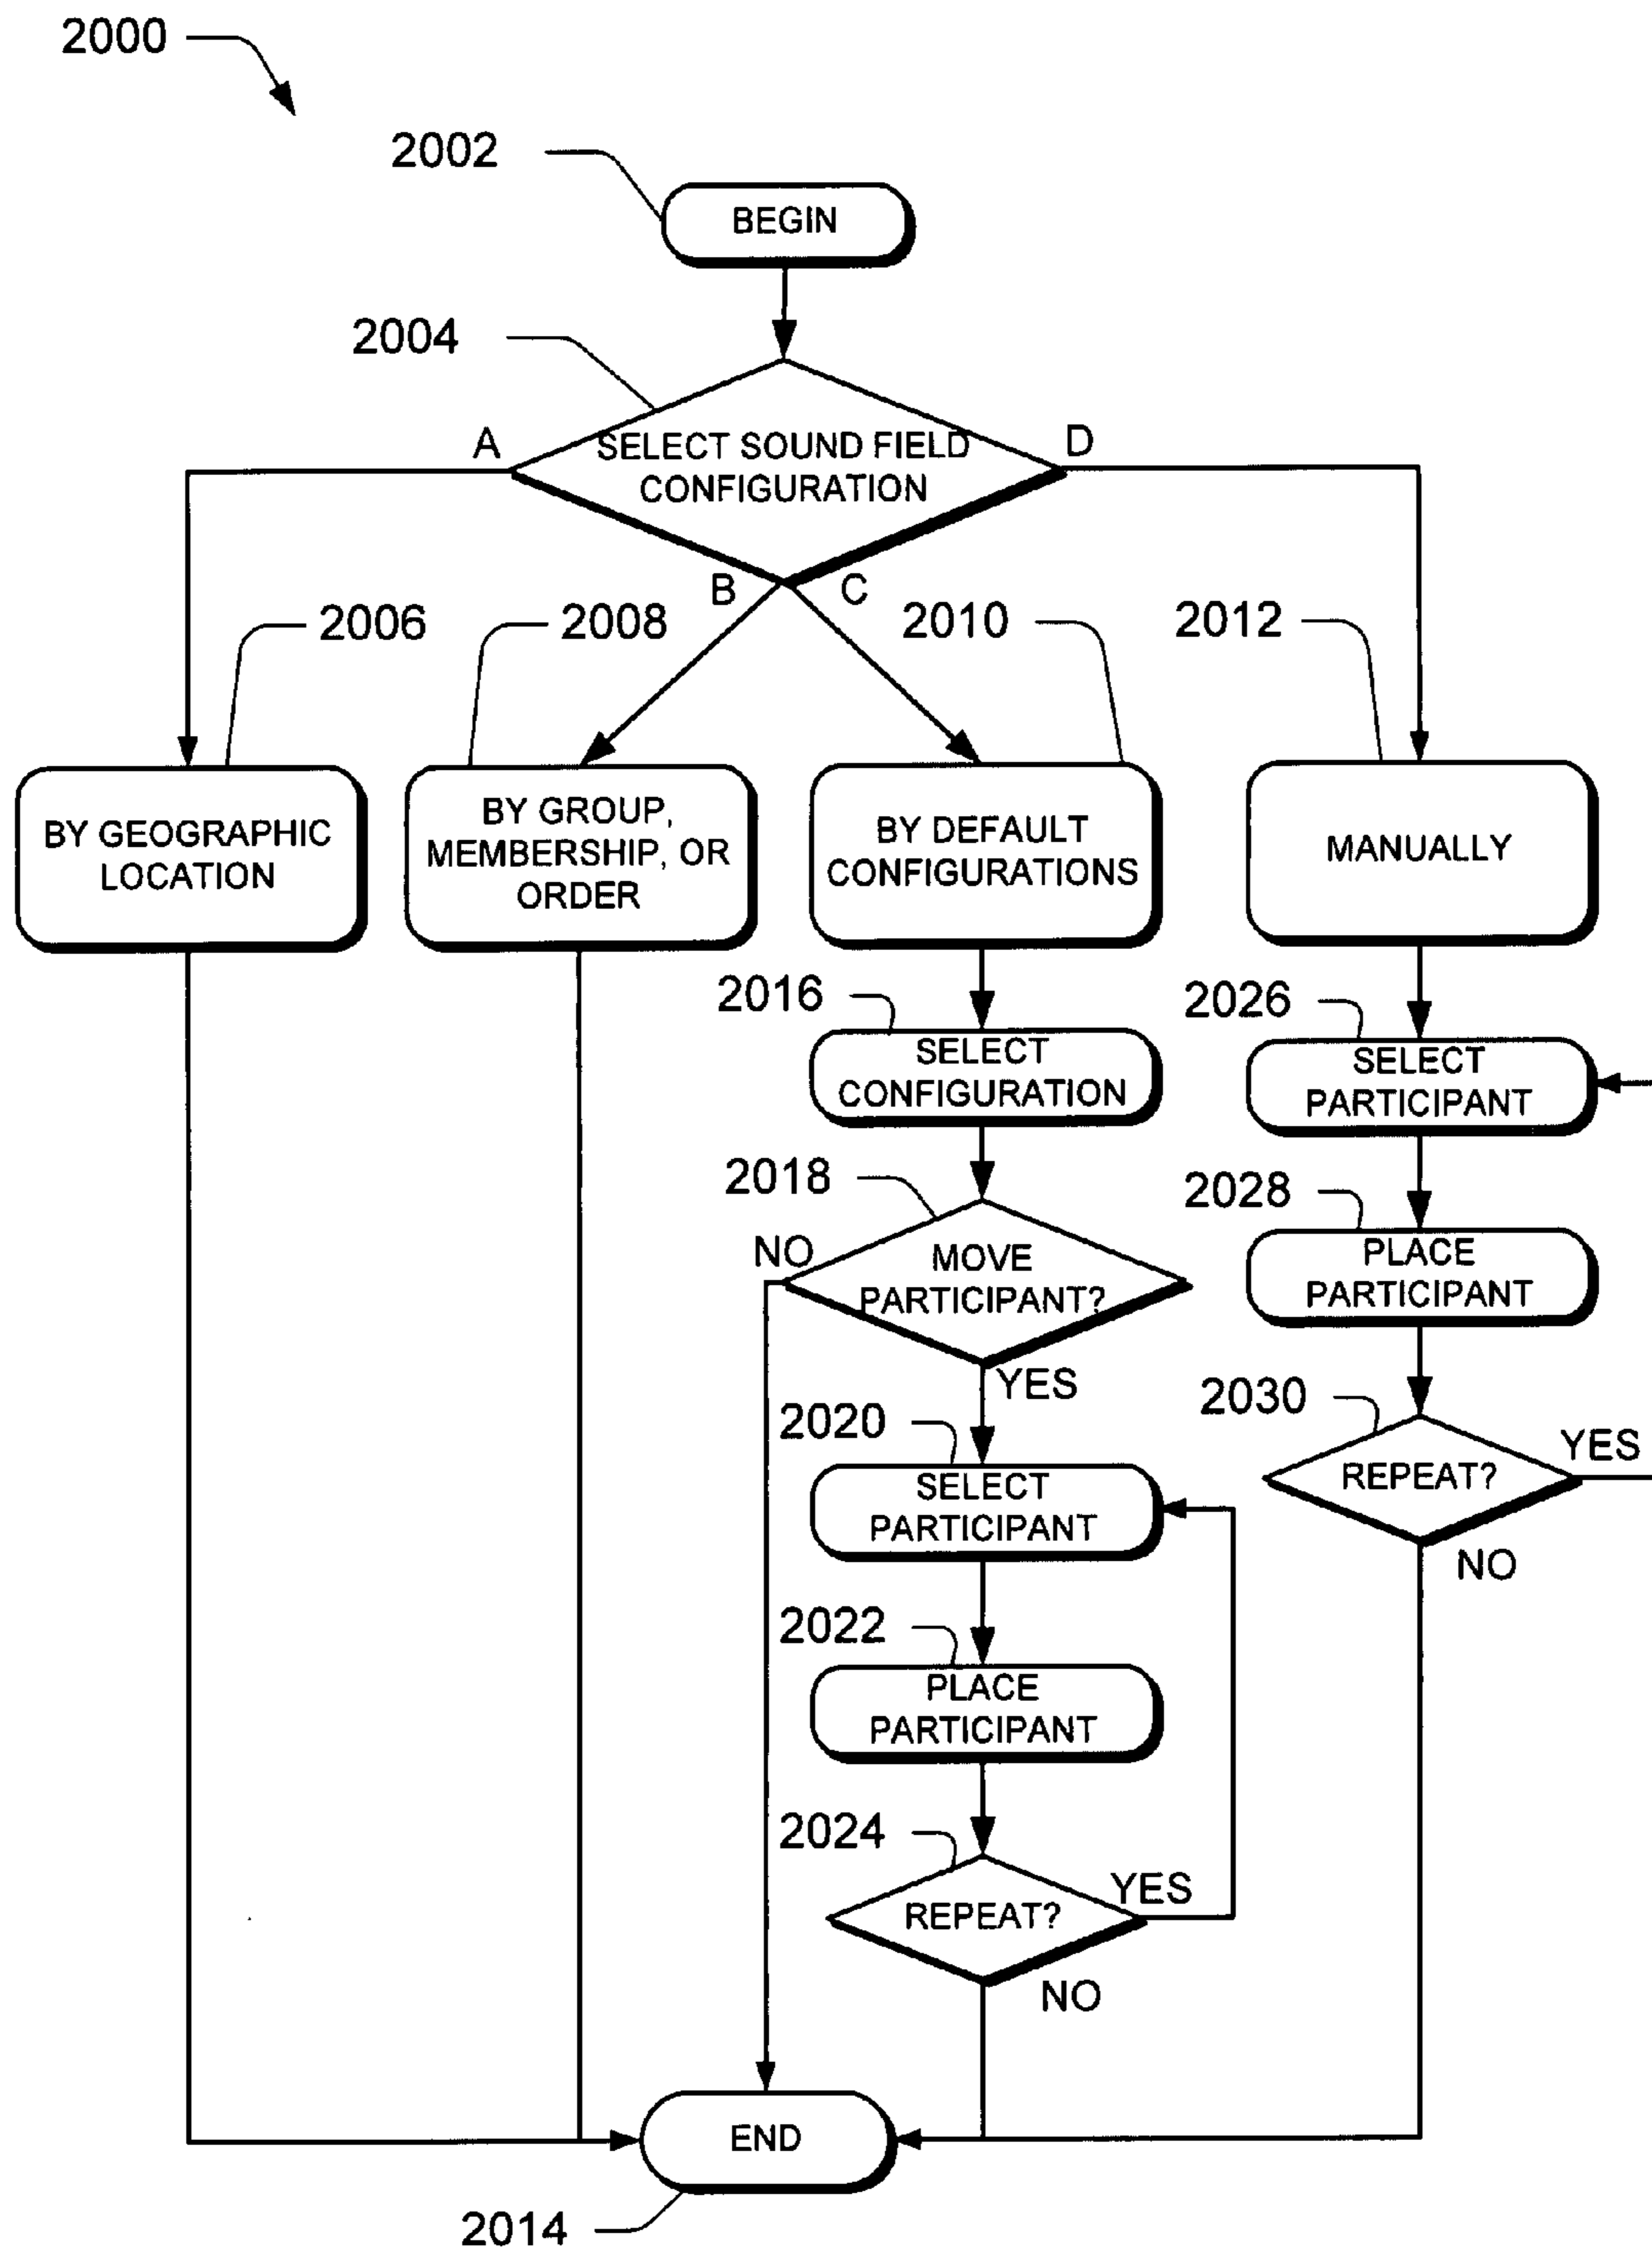 2000
2002
BEGIN
2004
A
SELECT SOUND FIELD
CONFIGURATION
D
B
C
2006
2008
2010
2012
BY GEOGRAPHIC
LOCATION
BY GROUP,
MEMBERSHIP, OR
ORDER
BY DEFAULT
CONFIGURATIONS
MANUALLY
2016
SELECT
CONFIGURATION
2026
SELECT
PARTICIPANT
2018
NO
MOVE
PARTICIPANT?
YES
2028
PLACE
PARTICIPANT
2020
SELECT
PARTICIPANT
2030
REPEAT?
YES
NO
2022
PLACE
PARTICIPANT
2024
REPEAT?
YES
NO
END
2014